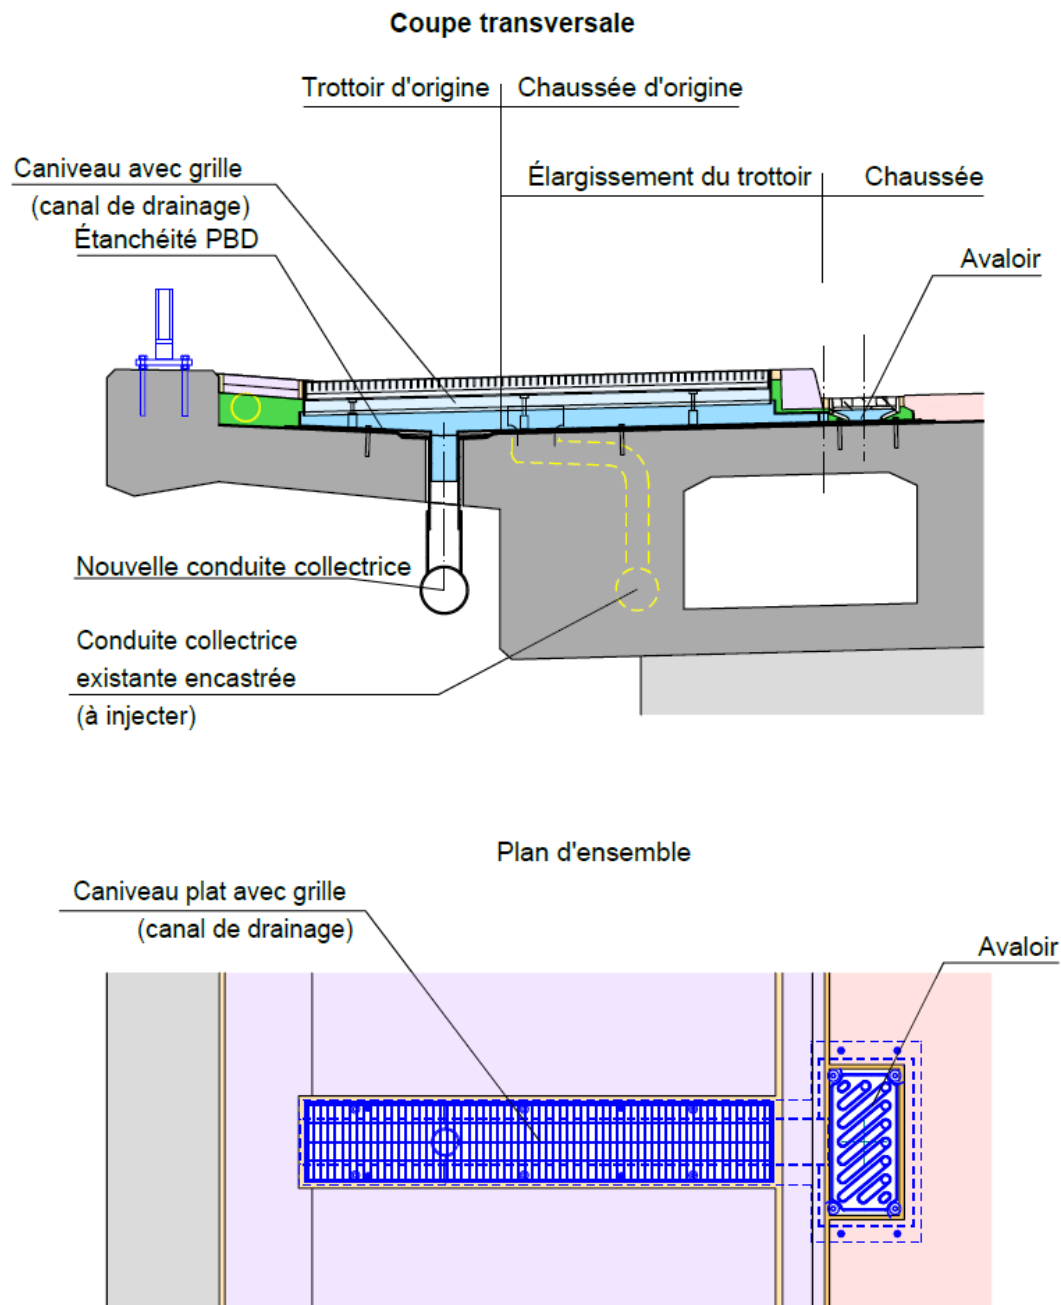 Coupe transversale
Trottoir d'origine
Chaussée d'origine
Caniveau avec grille
(canal de drainage)
Étanchéité PBD
Élargissement du trottoir
Chaussée
Avaloir
Nouvelle conduite collectrice
Conduite collectrice
existante encastrée
(à injecter)
Plan d'ensemble
Caniveau plat avec grille
(canal de drainage)
Avaloir